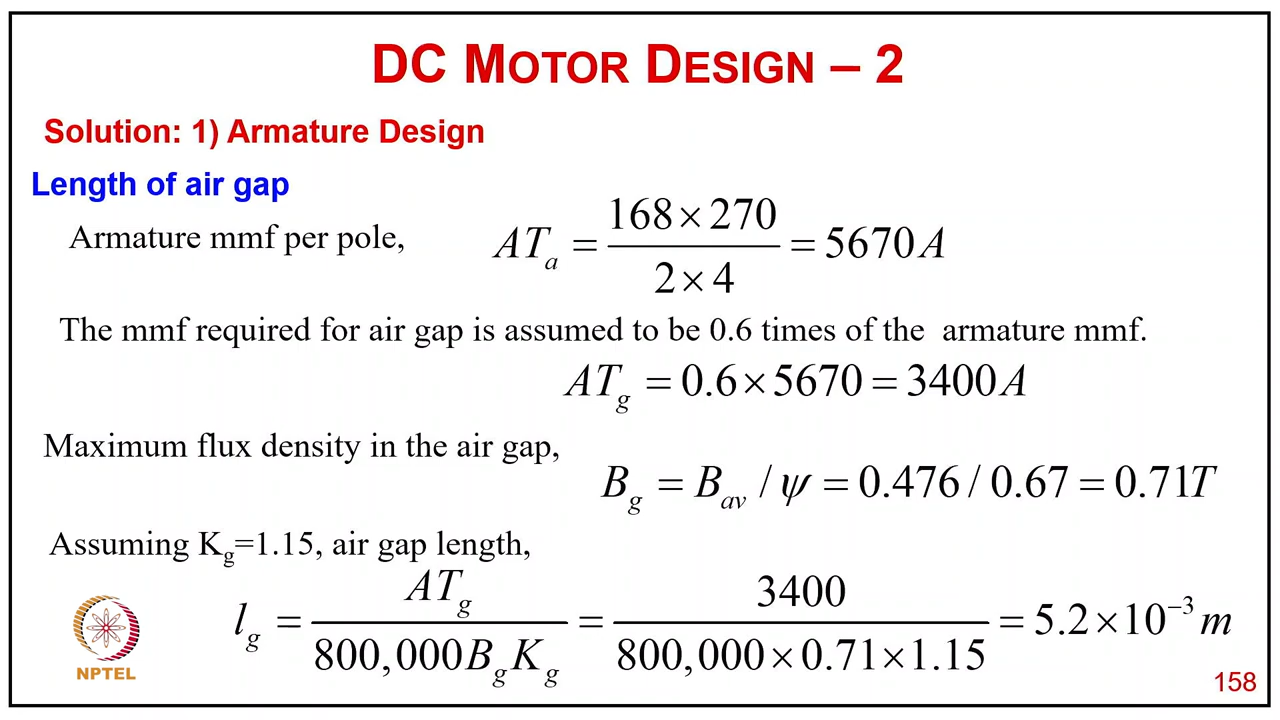 DC MOTOR DESIGN – 2
Solution: 1) Armature Design
Length of air gap
Armature mmf per pole, AT_a = (168 × 270) / (2 × 4) = 5670 A
The mmf required for air gap is assumed to be 0.6 times of the armature mmf.
AT_g = 0.6 × 5670 = 3400 A
Maximum flux density in the air gap,
B_g = B_av / ψ = 0.476 / 0.67 = 0.71T
Assuming K_g=1.15, air gap length,
l_g = AT_g / (800,000 B_g K_g) = 3400 / (800,000 × 0.71 × 1.15) = 5.2 × 10^−3 m
NPTEL
158